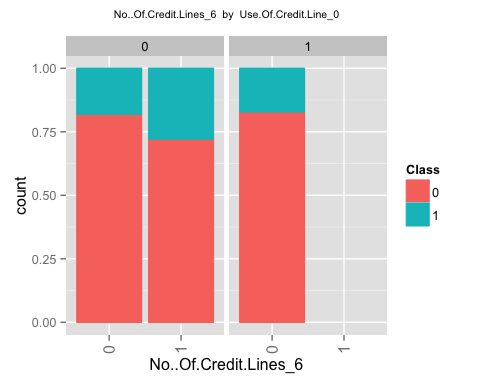 No..Of.Credit.Lines_6 by Use.Of.Credit.Line_0
0 1
1.00
0.75
0.50
0.25
0.00
count
0 1 0 1
No..Of.Credit.Lines_6
Class
0
1